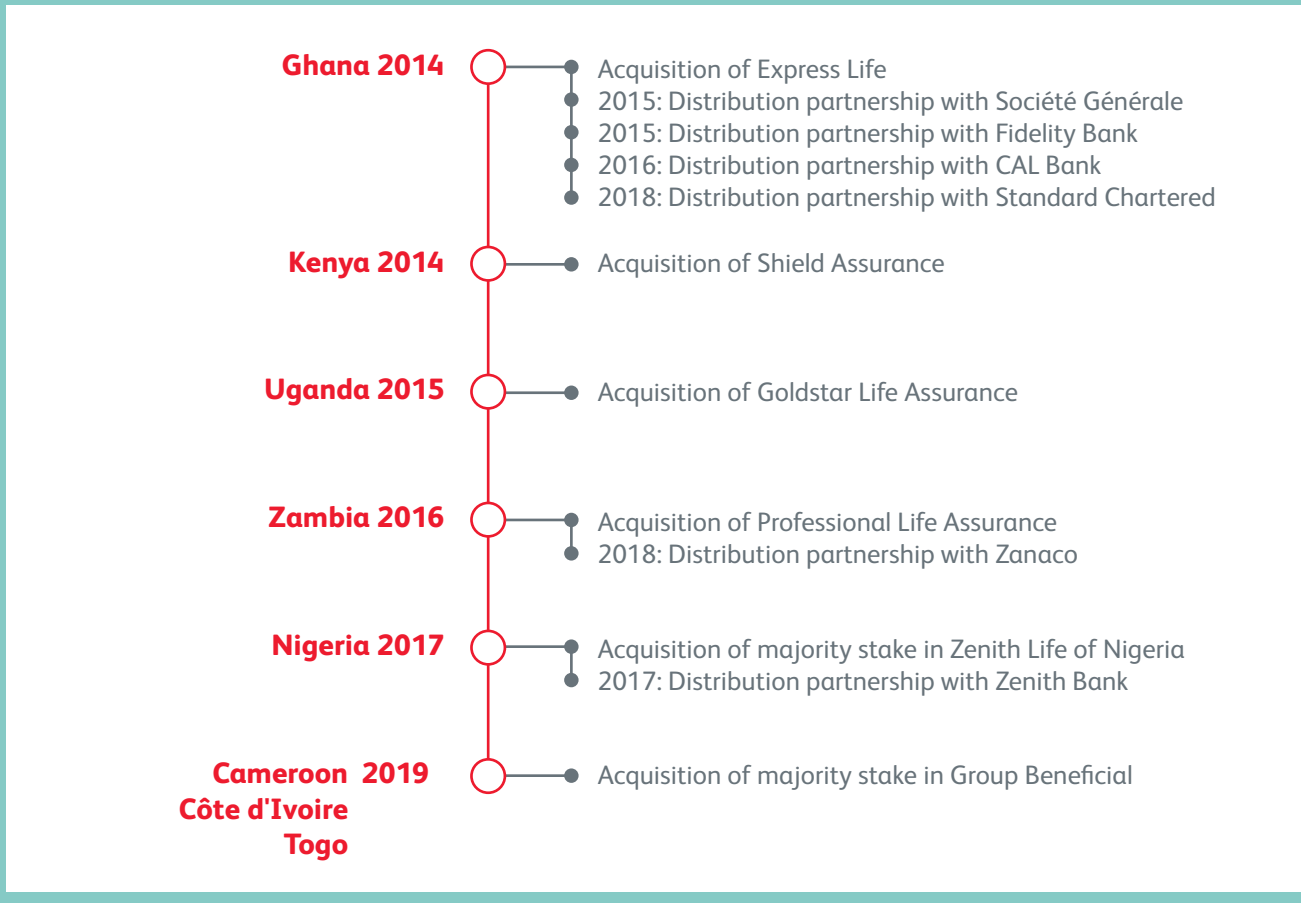 Ghana 2014
Acquisition of Express Life
2015: Distribution partnership with Société Générale
2015: Distribution partnership with Fidelity Bank
2016: Distribution partnership with CAL Bank
2018: Distribution partnership with Standard Chartered
Kenya 2014
Acquisition of Shield Assurance
Uganda 2015
Acquisition of Goldstar Life Assurance
Zambia 2016
Acquisition of Professional Life Assurance
2018: Distribution partnership with Zanaco
Nigeria 2017
Acquisition of majority stake in Zenith Life of Nigeria
2017: Distribution partnership with Zenith Bank
Cameroon 2019
Côte d'Ivoire
Togo
Acquisition of majority stake in Group Beneficial